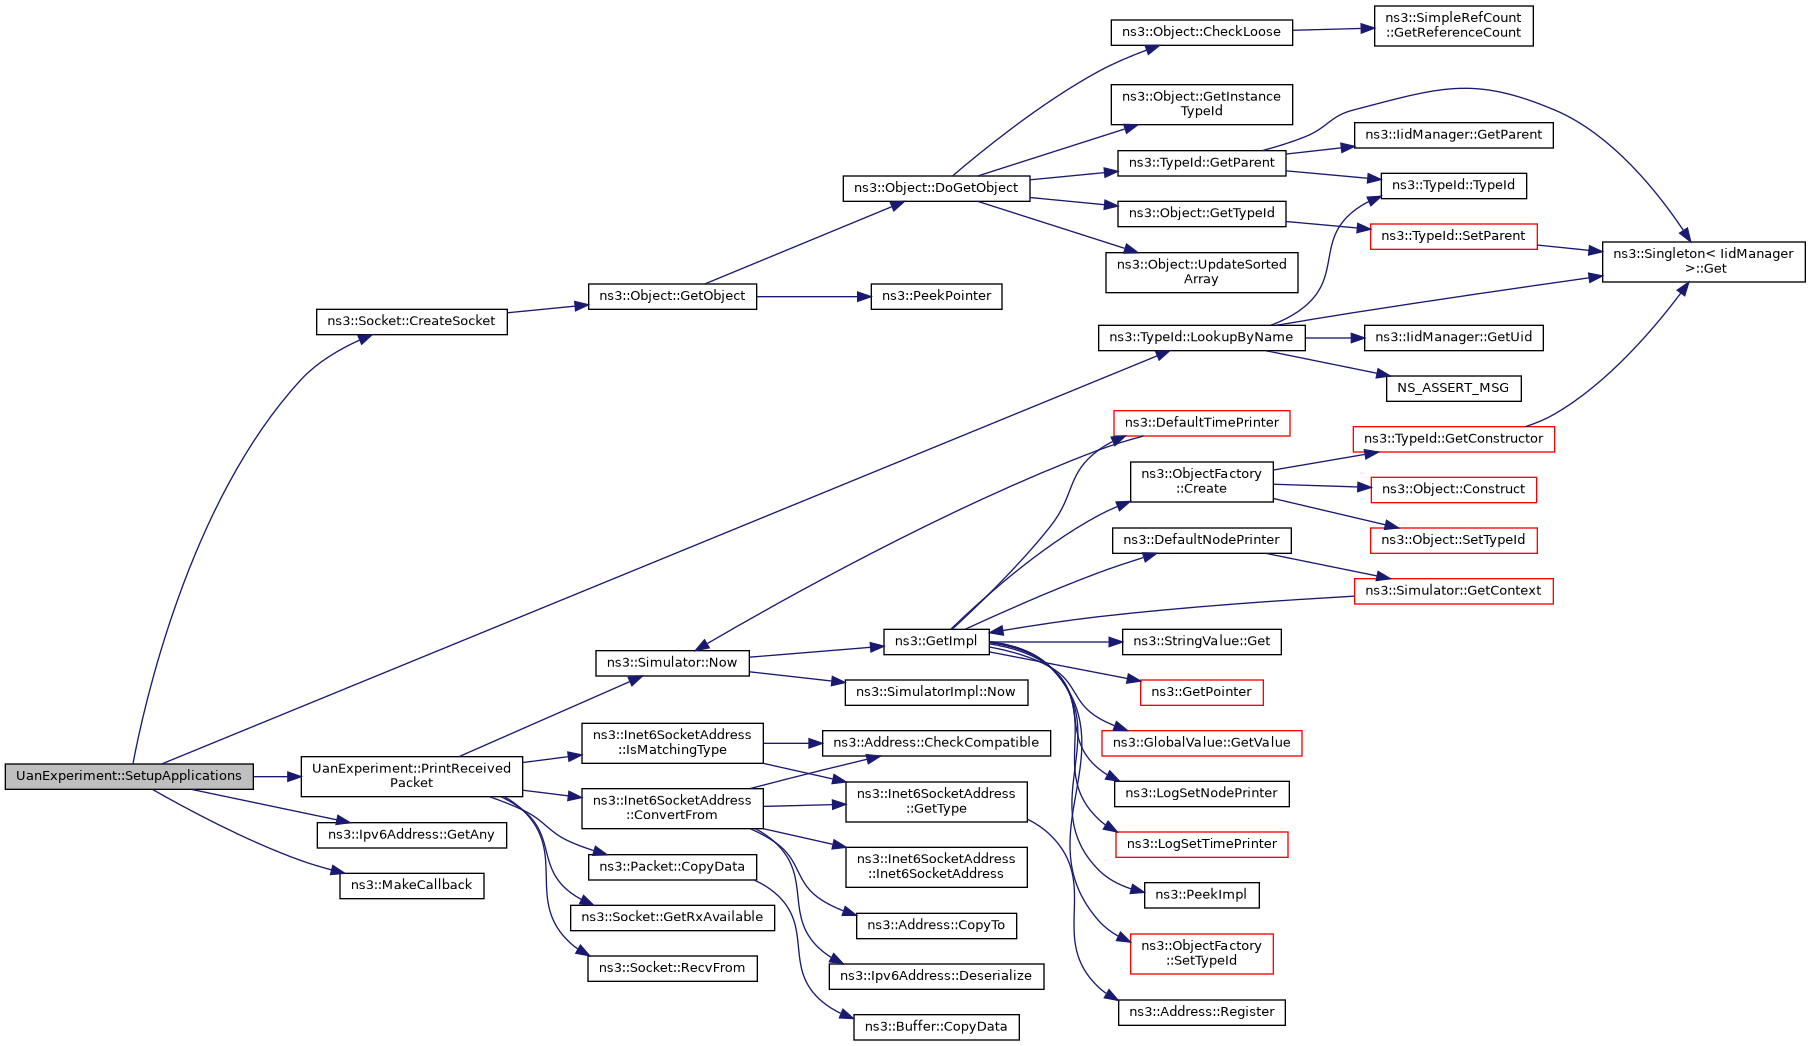 ns3::SimpleRefCount
::GetReferenceCount
ns3::Object::CheckLoose
ns3::Object::GetInstance
TypeId
ns3::IidManager::GetParent
ns3::TypeId::GetParent
ns3::TypeId::TypeId
ns3::Object::DoGetObject
ns3::Object::GetTypeId
ns3::TypeId::SetParent
ns3::Singleton< IidManager
>::Get
ns3::Object::UpdateSorted
Array
ns3::Object::GetObject
ns3::PeekPointer
ns3::Socket::CreateSocket
ns3::TypeId::LookupByName
ns3::IidManager::GetUid
NS_ASSERT_MSG
ns3::DefaultTimePrinter
ns3::TypeId::GetConstructor
ns3::ObjectFactory
::Create
ns3::Object::Construct
ns3::Object::SetTypeId
ns3::DefaultNodePrinter
ns3::Simulator::GetContext
ns3::GetImpl
ns3::StringValue::Get
ns3::Simulator::Now
ns3::SimulatorImpl::Now
ns3::GetPointer
ns3::Inet6SocketAddress
::IsMatchingType
ns3::Address::CheckCompatible
ns3::GlobalValue::GetValue
UanExperiment::SetupApplications
UanExperiment::PrintReceived
Packet
ns3::Inet6SocketAddress
::ConvertFrom
ns3::Inet6SocketAddress
::GetType
ns3::LogSetNodePrinter
ns3::Ipv6Address::GetAny
ns3::LogSetTimePrinter
ns3::Packet::CopyData
ns3::Inet6SocketAddress
::Inet6SocketAddress
ns3::MakeCallback
ns3::PeekImpl
ns3::Socket::GetRxAvailable
ns3::Address::CopyTo
ns3::ObjectFactory
::SetTypeId
ns3::Socket::RecvFrom
ns3::Ipv6Address::Deserialize
ns3::Address::Register
ns3::Buffer::CopyData